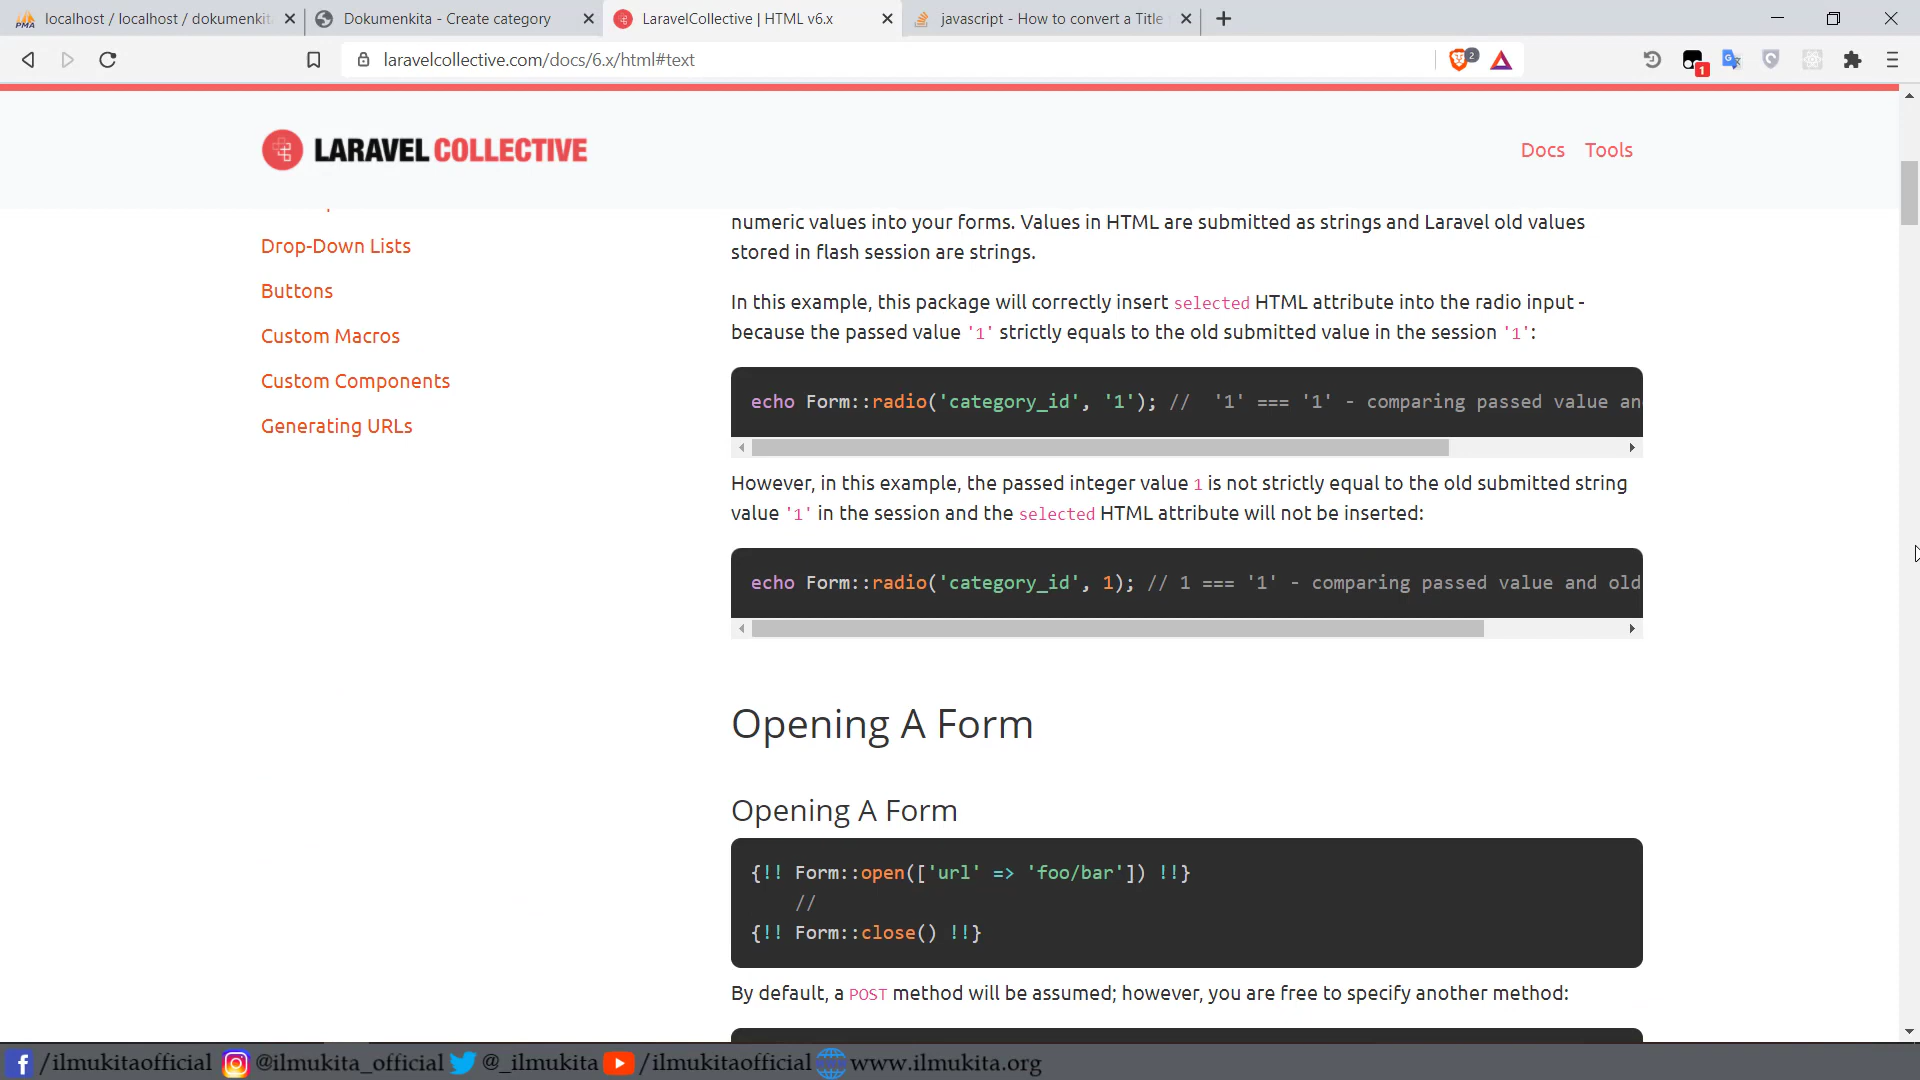 localhost / localhost / dokumenkita
Dokumenkita - Create category
LaravelCollective | HTML v6.x
javascript - How to convert a Title
laravelcollective.com/docs/6.x/html#text
2
1
LARAVEL COLLECTIVE
Docs
Tools
Drop-Down Lists
Buttons
Custom Macros
Custom Components
Generating URLs
numeric values into your forms. Values in HTML are submitted as strings and Laravel old values
stored in flash session are strings.
In this example, this package will correctly insert selected HTML attribute into the radio input -
because the passed value '1' strictly equals to the old submitted value in the session '1':
echo Form::radio('category_id', '1'); //  '1' === '1' - comparing passed value an
However, in this example, the passed integer value 1 is not strictly equal to the old submitted string
value '1' in the session and the selected HTML attribute will not be inserted:
echo Form::radio('category_id', 1); // 1 === '1' - comparing passed value and old
Opening A Form
Opening A Form
{!! Form::open(['url' => 'foo/bar']) !!}
//
{!! Form::close() !!}
By default, a POST method will be assumed; however, you are free to specify another method:
/ilmukitaofficial @ilmukita_official @_ilmukita /ilmukitaofficial www.ilmukita.org